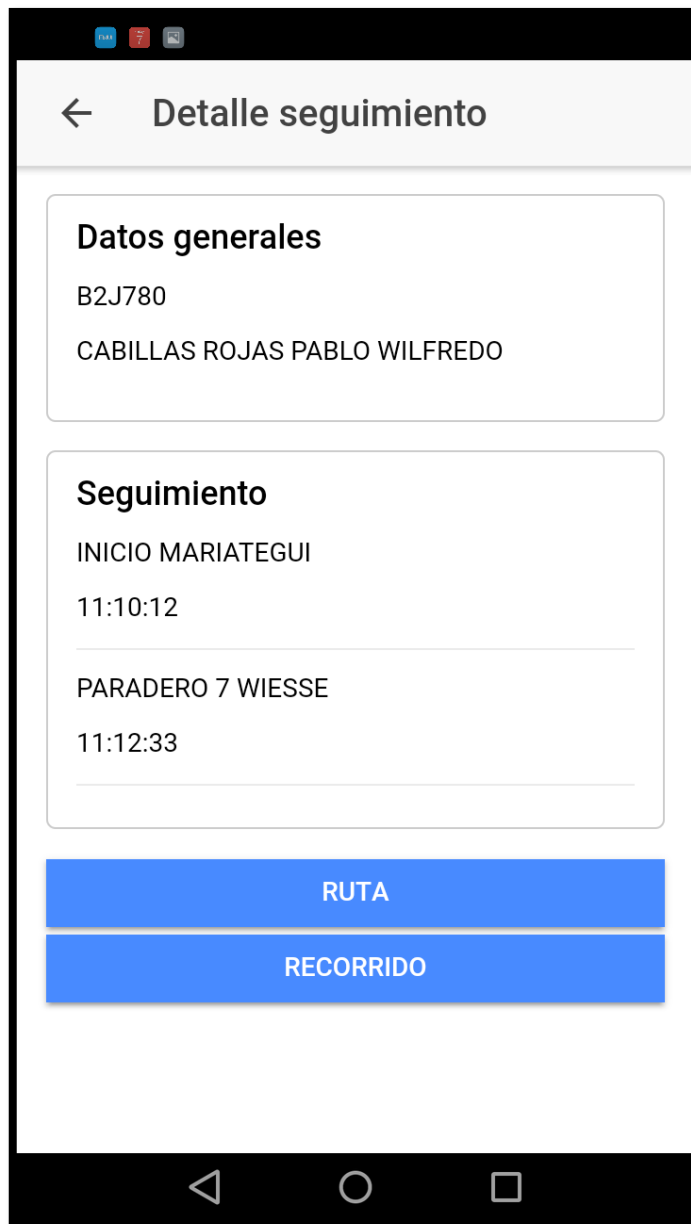 Detalle seguimiento
Datos generales
B2J780
CABILLAS ROJAS PABLO WILFREDO
Seguimiento
INICIO MARIATEGUI
11:10:12
PARADERO 7 WIESSE
11:12:33
RUTA
RECORRIDO